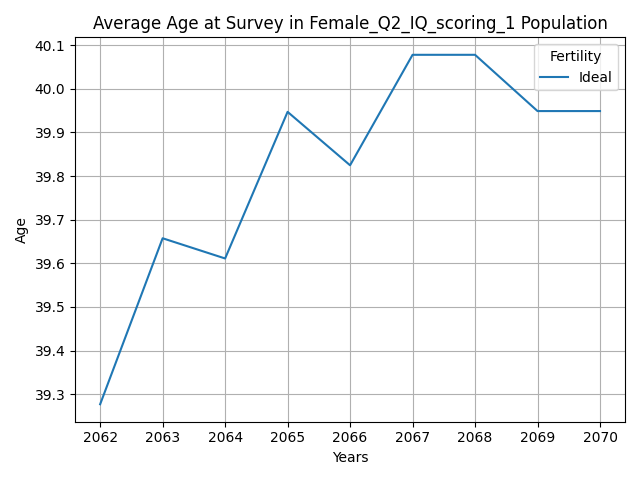 Average Age at Survey in Female_Q2_IQ_scoring_1 Population
Fertility
Ideal
40.1
40.0
39.9
39.8
39.7
39.6
39.5
39.4
39.3
Age
2062 2063 2064 2065 2066 2067 2068 2069 2070
Years